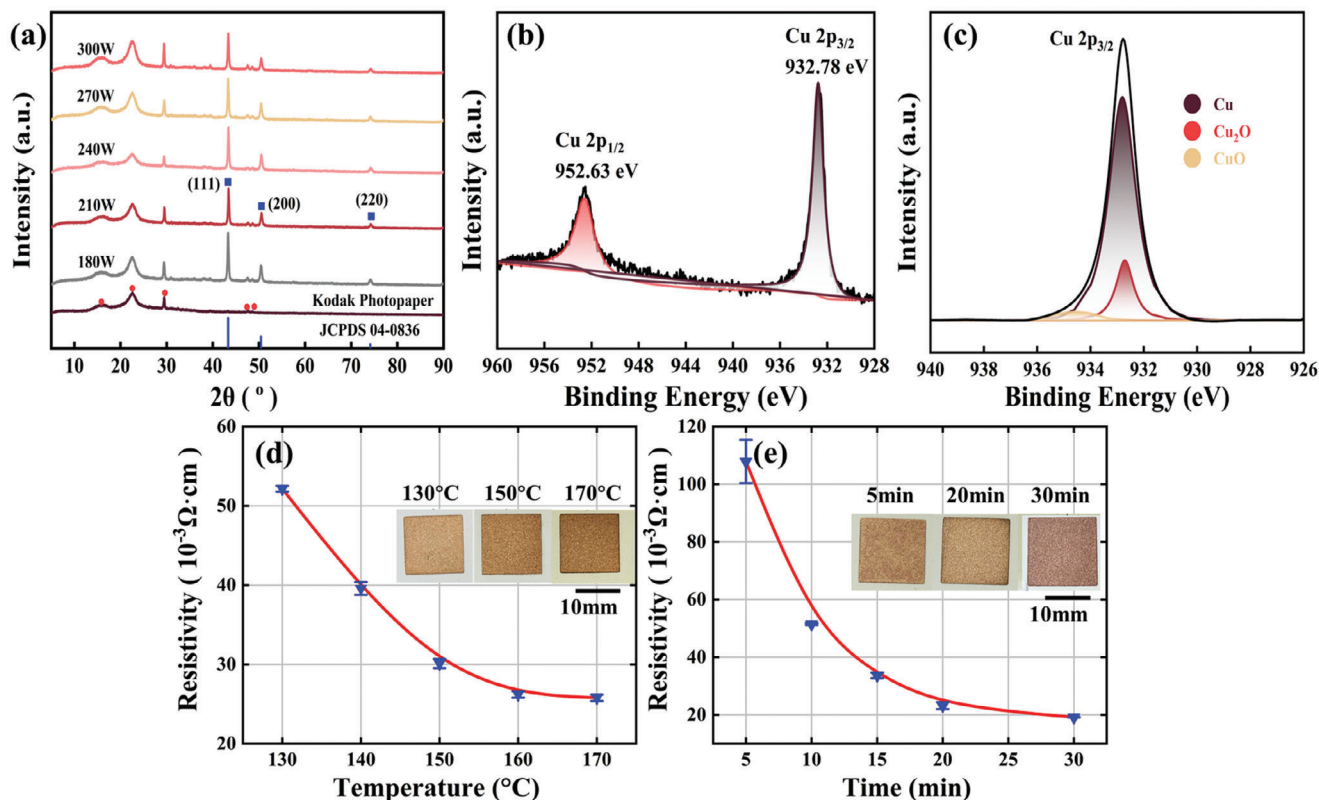 (a)
300W
270W
240W
210W
180W
(111)
(200)
(220)
Kodak Photopaper
JCPDS 04-0836
Intensity (a.u.)
10 20 30 40 50 60 70 80 90
2θ ( º )
(b)
Cu 2p3/2
932.78 eV
Cu 2p1/2
952.63 eV
Intensity (a.u.)
960 956 952 948 944 940 936 932 928
Binding Energy (eV)
(c)
Cu 2p3/2
Cu
Cu2O
CuO
Intensity (a.u.)
940 938 936 934 932 930 928 926
Binding Energy (eV)
(d)
130°C 150°C 170°C
10mm
Resistivity ( 10-3Ω·cm)
60
50
40
30
20
130 140 150 160 170
Temperature (°C)
(e)
5min 20min 30min
10mm
Resistivity ( 10-3Ω·cm)
120
100
80
60
40
20
5 10 15 20 25 30
Time (min)